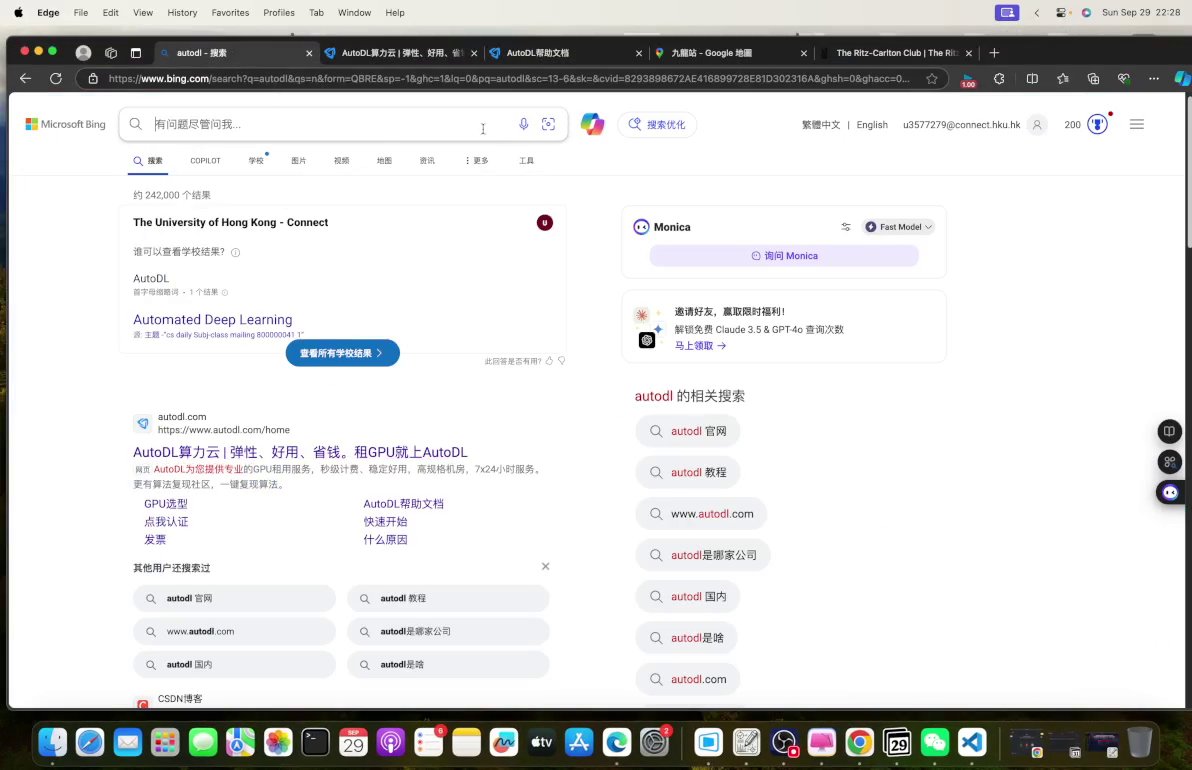 Edge File Edit View History Favorites Profiles Tab Window Help Sun Sep 29 22:28
autodl - 搜索
AutoDL算力云 | 弹性、好用、省
AutoDL帮助文档
九龍站 - Google 地圖
The Ritz-Carlton Club | The Rit
https://www.bing.com/search?q=autodl&qs=n&form=QBRE&sp=-1&ghc=1&lq=0&pq=autodl&sc=13-6&sk=&cvid=8293898672AE416899728E81D302316A&ghsh=0&ghacc=0...
1.00
Microsoft Bing
有问题尽管问我...
搜索优化
繁體中文 | English u3577279@connect.hku.hk 200
搜索 COPILOT 学校 图片 视频 地图 资讯 更多 工具
约 242,000 个结果
The University of Hong Kong - Connect
U
谁可以查看学校结果?
AutoDL
首字母缩略词 • 1 个结果
Automated Deep Learning
源: 主题 -"cs daily Subj-class mailing 800000041 1"
查看所有学校结果
此回答是否有用?
autodl.com
https://www.autodl.com/home
AutoDL算力云 | 弹性、好用、省钱。租GPU就上AutoDL
网页 AutoDL为您提供专业的GPU租用服务，秒级计费、稳定好用，高规格机房，7x24小时服务。
更有算法复现社区，一键复现算法。
GPU选型 AutoDL帮助文档
点我认证 快速开始
发票 什么原因
其他用户还搜索过
autodl 官网 autodl 教程
www.autodl.com autodl是哪家公司
autodl 国内 autodl是啥
CSDN博客
Monica
Fast Model
询问 Monica
邀请好友，赢取限时福利!
解锁免费 Claude 3.5 & GPT-4o 查询次数
马上领取
autodl 的相关搜索
autodl 官网
autodl 教程
www.autodl.com
autodl是哪家公司
autodl 国内
autodl是啥
autodl.com
SEP
29
6
tv
2
29